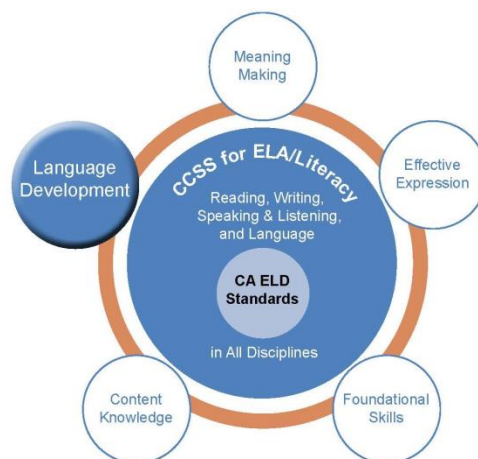 Meaning
Making
Language
Development
Effective
Expression
CCSS for ELA/Literacy
Reading, Writing,
Speaking & Listening,
and Language
CA ELD
Standards
in All Disciplines
Content
Knowledge
Foundational
Skills